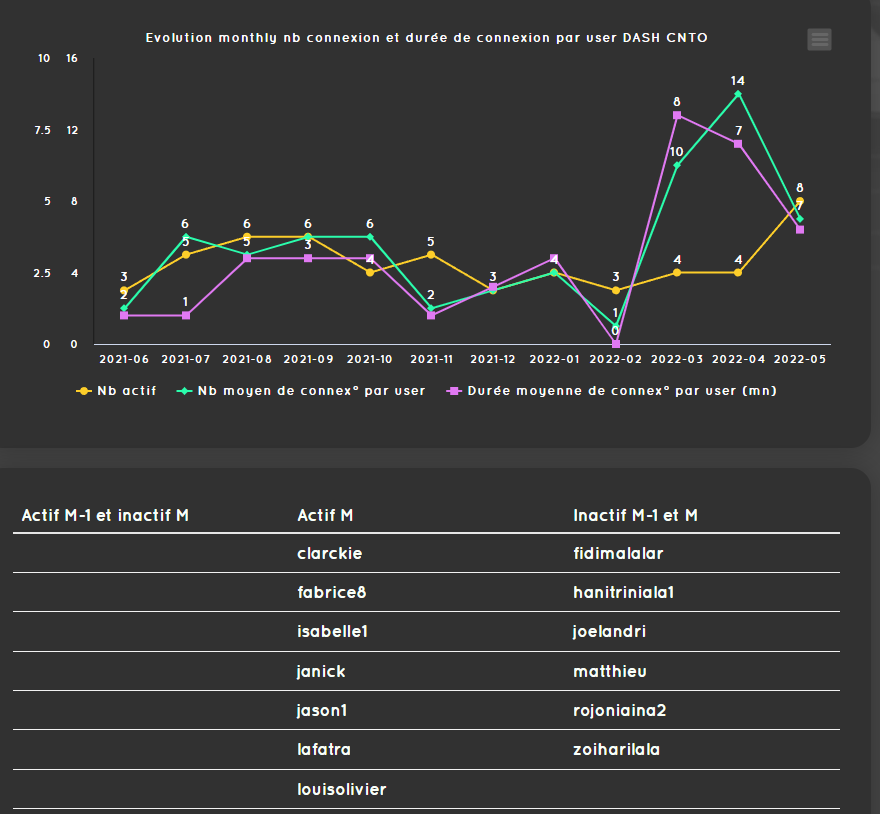 Evolution monthly nb connexion et durée de connexion par user DASH CNTO
10 16
7.5 12
5 8
2.5 4
0 0
3 5 6 6 4 5 3 3 4 4 8
2 6 5 6 6 2 4 1 10 14 7
1 3 0 8 7
2021-06 2021-07 2021-08 2021-09 2021-10 2021-11 2021-12 2022-01 2022-02 2022-03 2022-04 2022-05
Nb actif Nb moyen de connex° par user Durée moyenne de connex° par user (mn)
Actif M-1 et inactif M Actif M Inactif M-1 et M
clarckie fidimalalar
fabrice8 hanitriniala1
isabelle1 joelandri
janick matthieu
jason1 rojoniaina2
lafatra zoiharilala
louisolivier